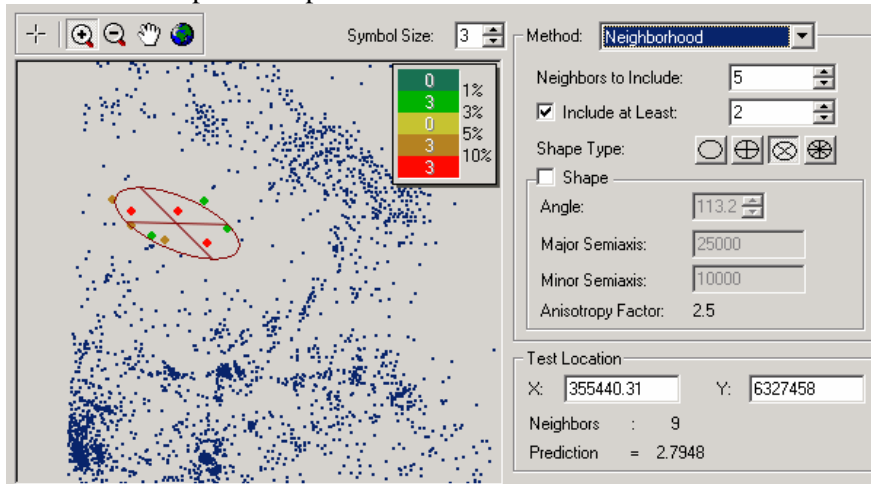 Symbol Size: 3
0
3
0
3
3
1%
3%
5%
10%
Method: Neighborhood
Neighbors to Include: 5
Include at Least: 2
Shape Type:
Shape
Angle: 113.2
Major Semiaxis: 25000
Minor Semiaxis: 10000
Anisotropy Factor: 2.5
Test Location
X: 355440.31 Y: 6327458
Neighbors : 9
Prediction = 2.7948